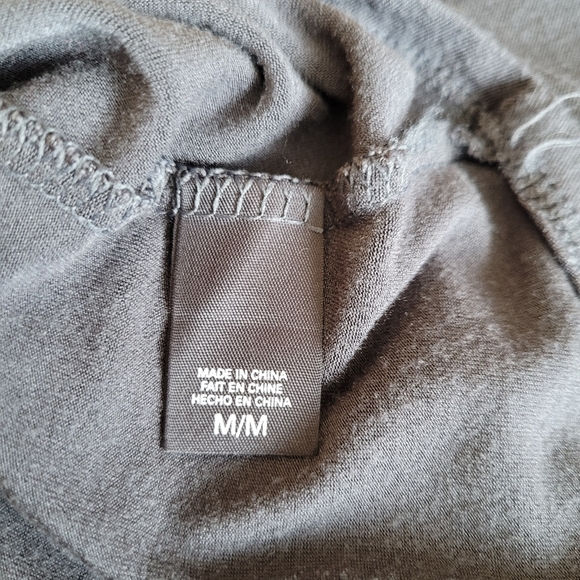 MADE IN CHINA
FAIT EN CHINE
HECHO EN CHINA
M/M